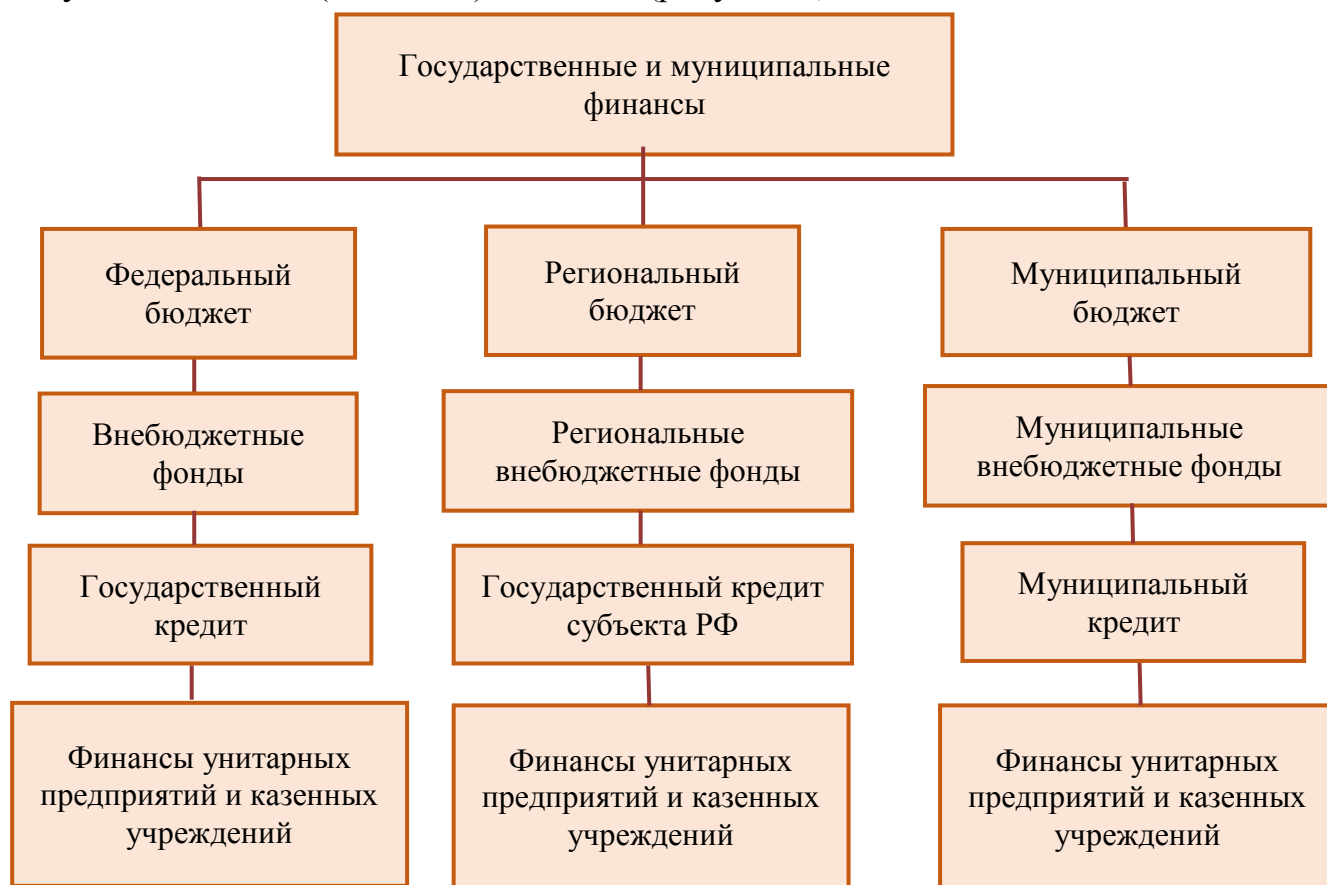 Государственные и муниципальные
финансы
Федеральный
бюджет
Региональный
бюджет
Муниципальный
бюджет
Внебюджетные
фонды
Региональные
внебюджетные фонды
Муниципальные
внебюджетные фонды
Государственный
кредит
Государственный кредит
субъекта РФ
Муниципальный
кредит
Финансы унитарных
предприятий и казенных
учреждений
Финансы унитарных
предприятий и казенных
учреждений
Финансы унитарных
предприятий и казенных
учреждений